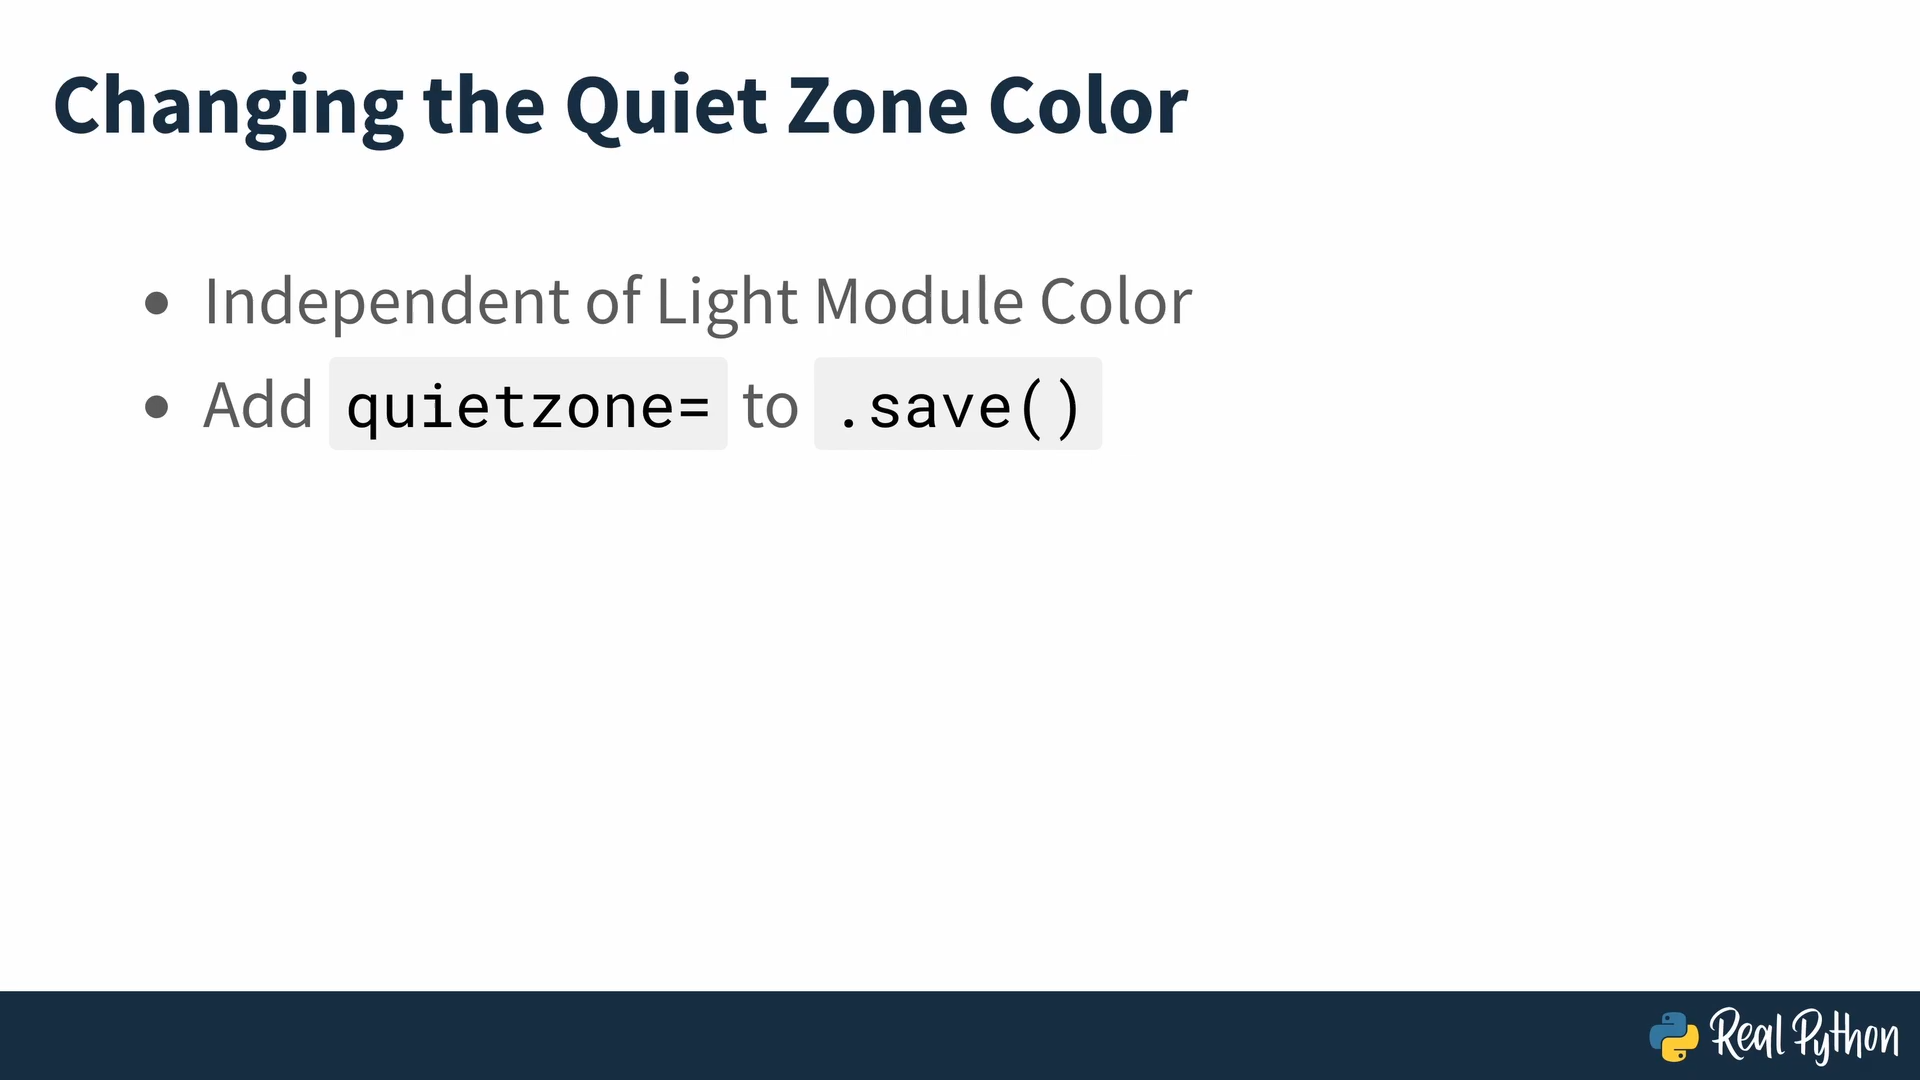 Changing the Quiet Zone Color
• Independent of Light Module Color
• Add quietzone= to .save()
Real Python